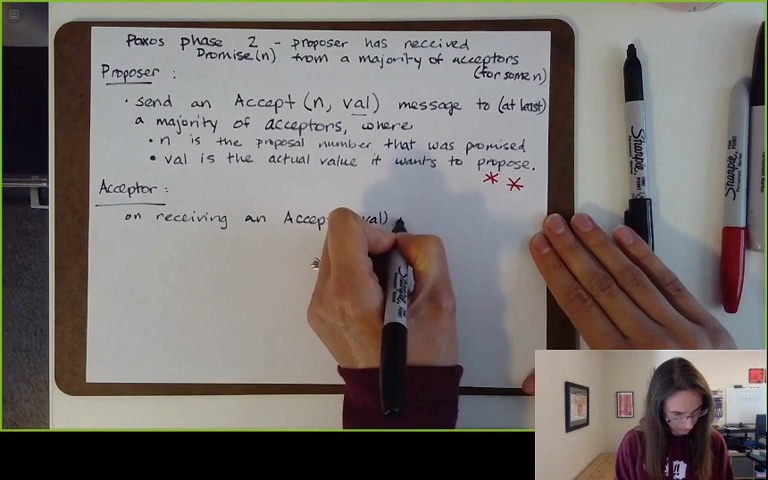 Paxos phase 2 - proposer has received
Promise(n) from a majority of acceptors
(for some n)
Proposer :
• send an Accept (n, val) message to (at least)
a majority of acceptors, where
• n is the proposal number that was promised
• val is the actual value it wants to propose.
* *
Acceptor :
on receiving an Accep val)
Sharpie
Sharpie
Sharpie